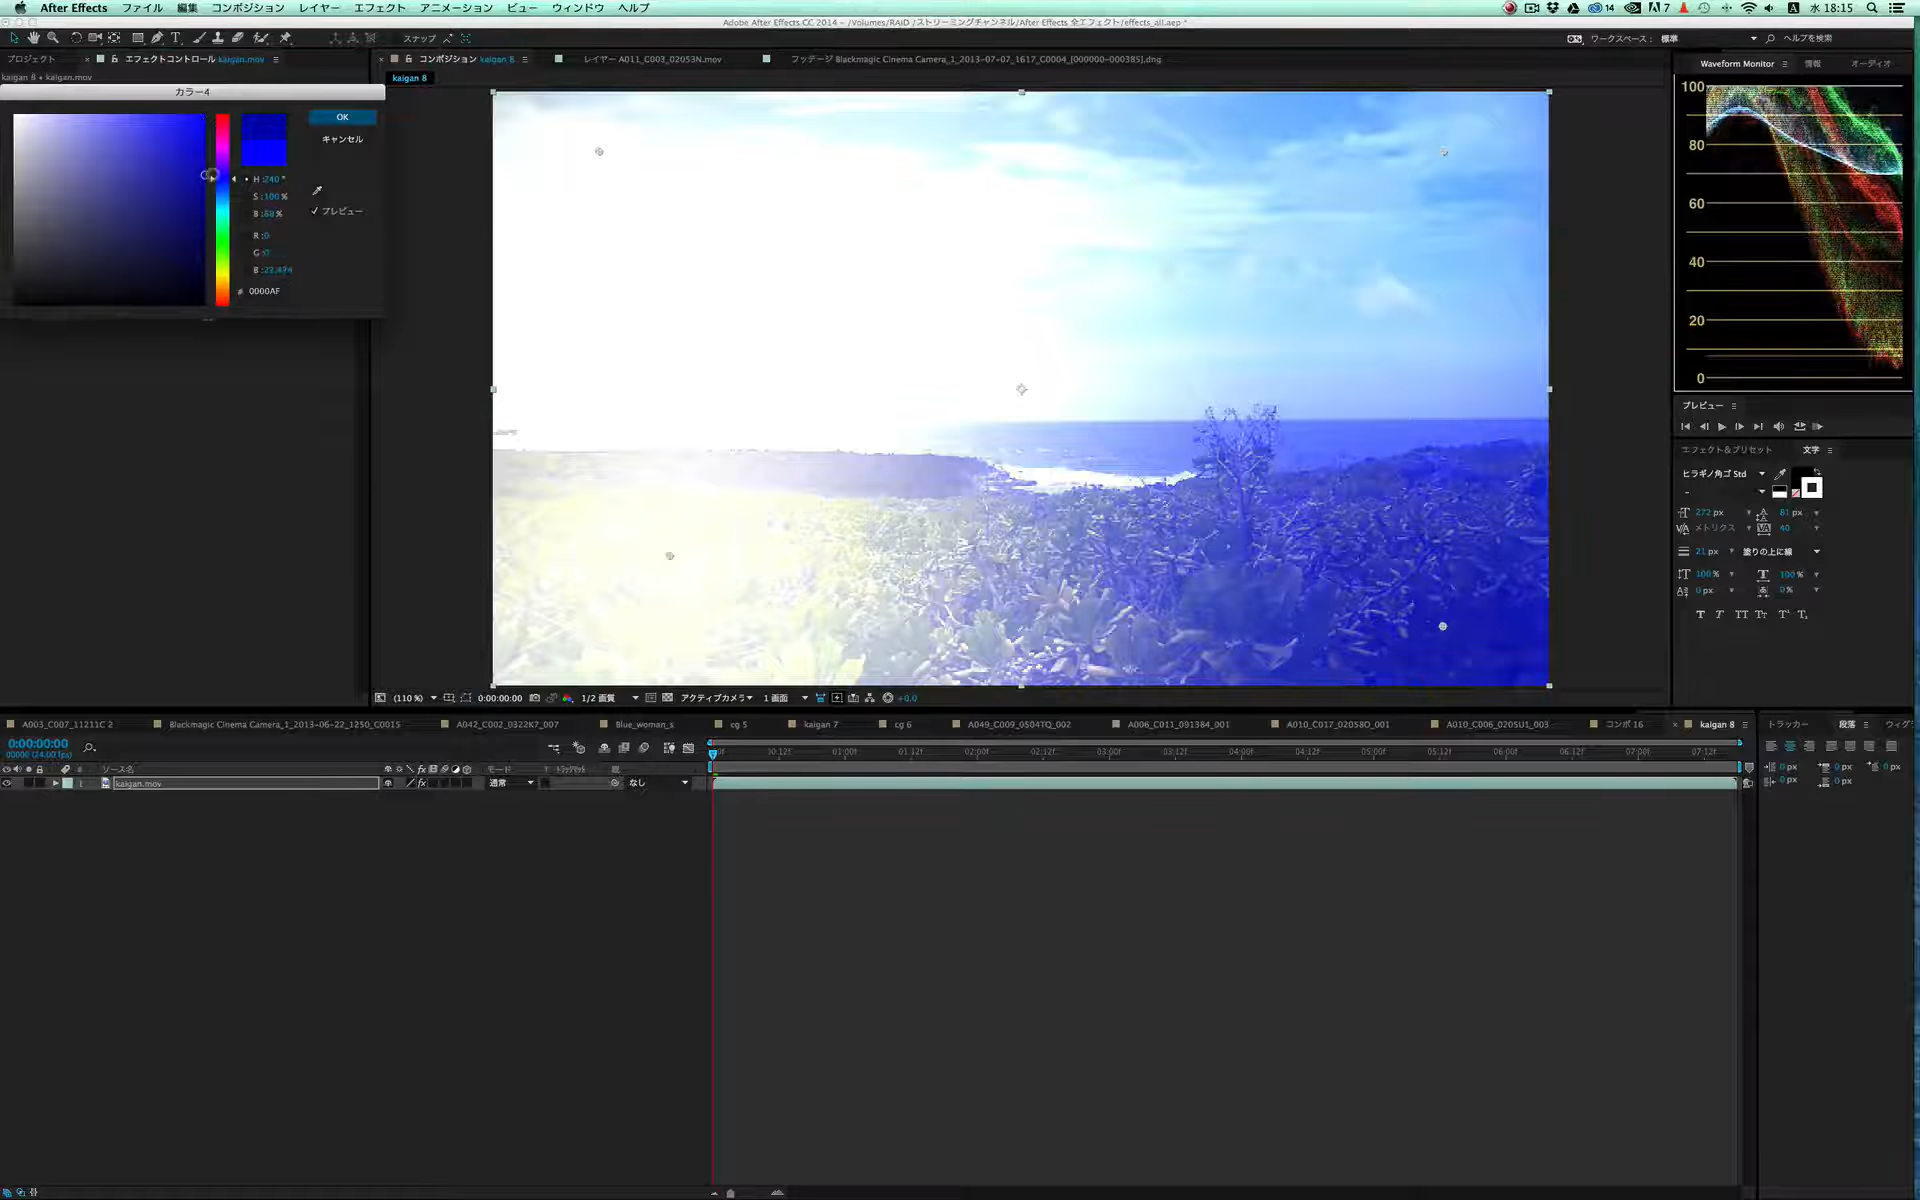 After Effects ファイル 編集 コンポジション レイヤー エフェクト アニメーション ビュー ウィンドウ ヘルプ
14 7 水 18:15
Adobe After Effects CC 2014 - /Volumes/RAID /ストリーミングチャンネル/After Effects 全エフェクト/effects_all.aep *
スナップ
ワークスペース: 標準
ヘルプを検索
プロジェクト エフェクトコントロール kaigan.mov
kaigan 8 • kaigan.mov
コンポジション kaigan 8
レイヤー A011_C003_02053N.mov
フッテージ Blackmagic Cinema Camera_1_2013-07-07_1617_C0004_[000000-000385].dng
kaigan 8
カラー4
OK
キャンセル
プレビュー
H :240 °
S :100 %
B :68 %
R :0
G :0
# 0000AF
Waveform Monitor 情報 オーディオ
100
80
60
40
20
0
プレビュー
エフェクト&プリセット 文字
ヒラギノ角ゴ Std
-
272 px 81 px
メトリクス 40
21 px 塗りの上に線
100 % 100 %
0 px 0 %
T T TT Tr T¹ T₁
(110 %) 0:00:00:00 1/2 画質 アクティブカメラ 1 画面 +0.0
A003_C007_11211C 2 Blackmagic Cinema Camera_1_2013-06-22_1250_C0015 A042_C002_0322K7_007 Blue_woman_s cg 5 kaigan 7 cg 6 A049_C009_0504TQ_002 A006_C011_091384_001 A010_C017_02058O_001 A010_C006_0205U1_003 コンポ 16 kaigan 8
トラッカー 段落 ウィグ
0:00:00:00
00000 (24.00 fps)
00:12f 01:00f 01:12f 02:00f 02:12f 03:00f 03:12f 04:00f 04:12f 05:00f 05:12f 06:00f 06:12f 07:00f 07:12f
# ソース名 モード T トラックマット 親
1 kaigan.mov 通常 なし
0 px 0 px 0 px
0 px 0 px